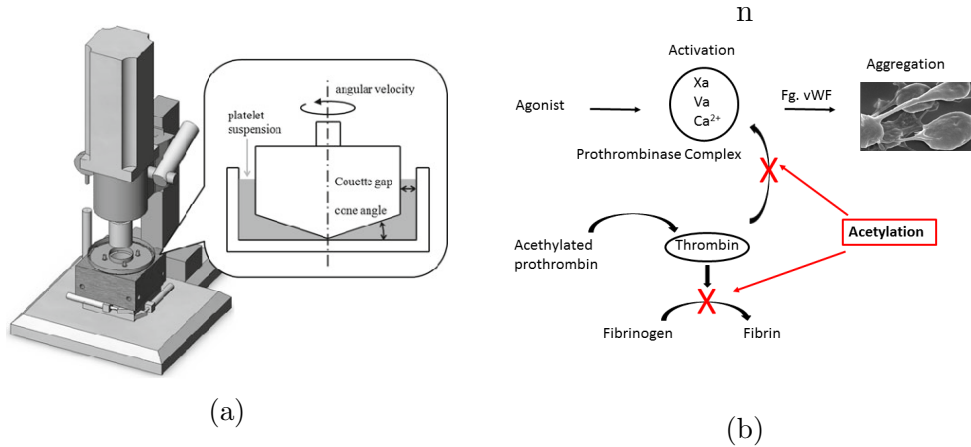 angular velocity
platelet
suspension
Couette gap
cone angle
(a)
n
Activation
Aggregation
Xa
Va
Ca²⁺
Agonist
Fg. vWF
Prothrombinase Complex
X
Acetylation
Acethylated
prothrombin
Thrombin
X
Fibrinogen
Fibrin
(b)